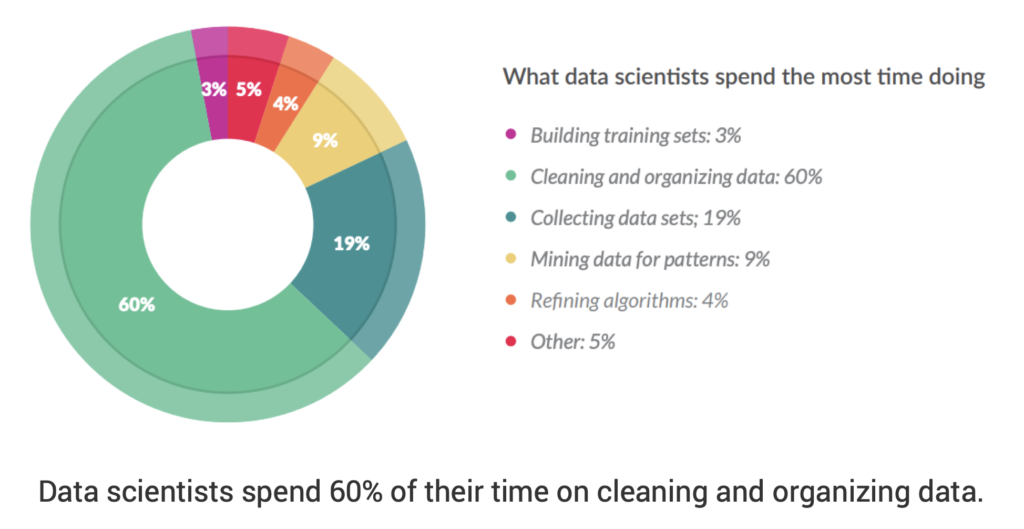 3%
5%
4%
9%
19%
60%
What data scientists spend the most time doing
Building training sets: 3%
Cleaning and organizing data: 60%
Collecting data sets; 19%
Mining data for patterns: 9%
Refining algorithms: 4%
Other: 5%
Data scientists spend 60% of their time on cleaning and organizing data.